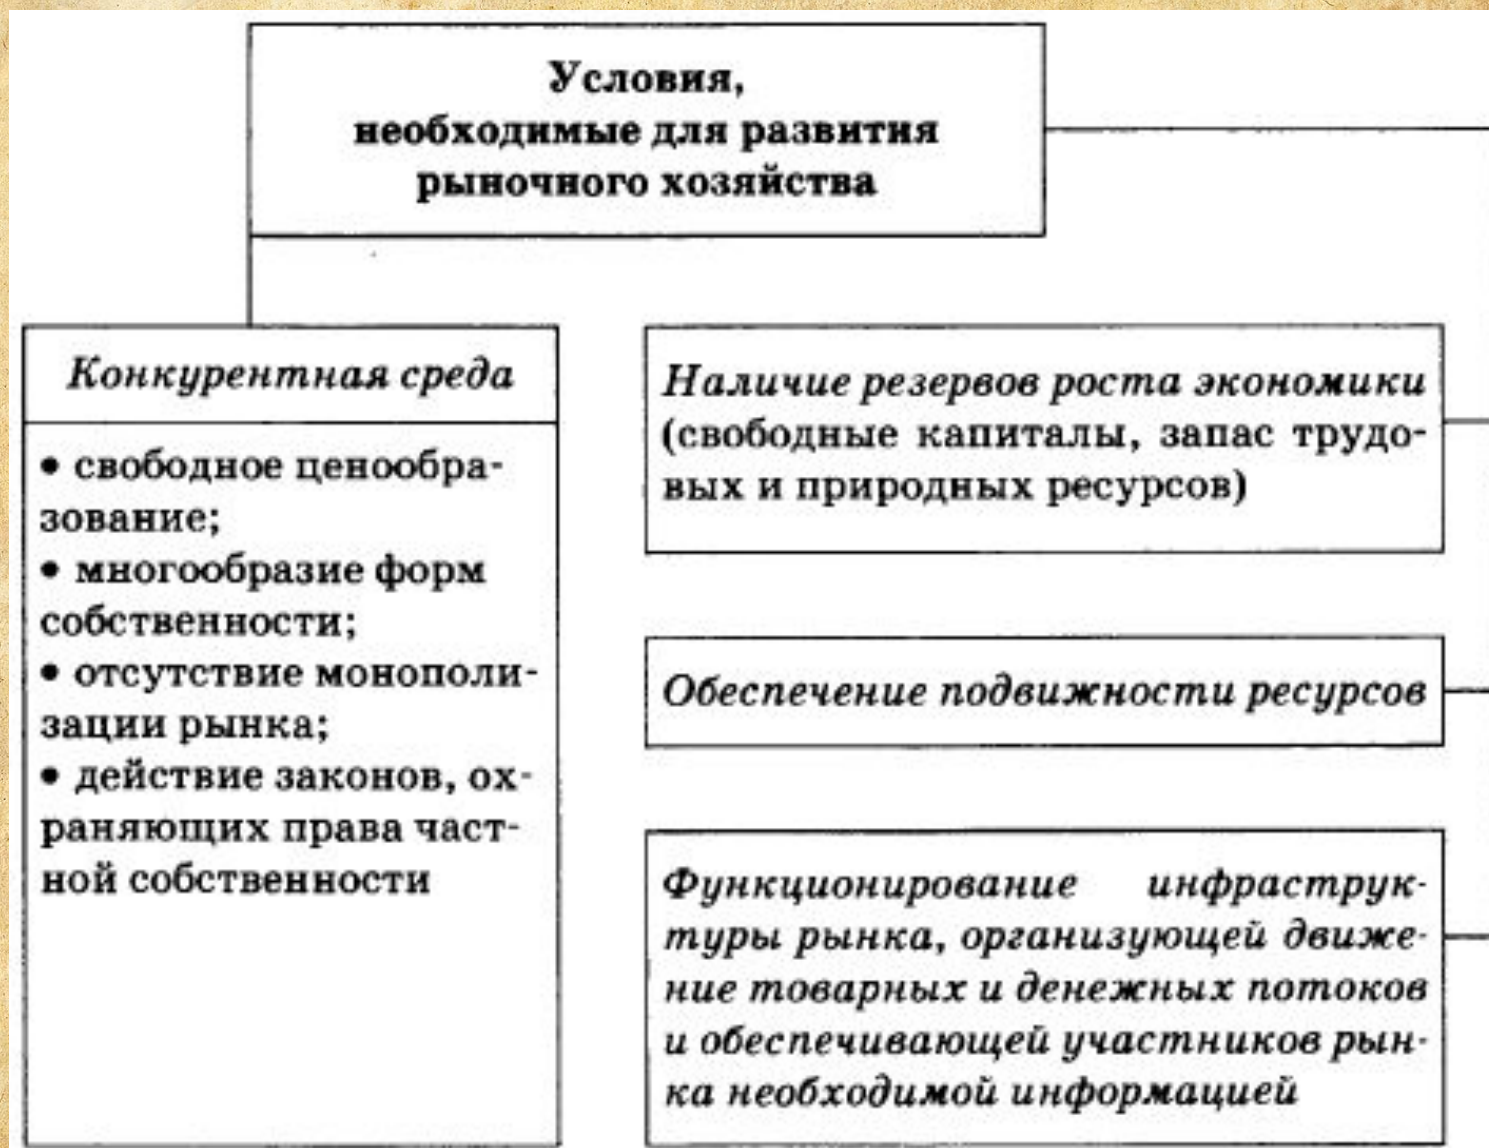 Условия,
необходимые для развития
рыночного хозяйства
Конкурентная среда
• свободное ценообра-
зование;
• многообразие форм
собственности;
• отсутствие монополи-
зации рынка;
• действие законов, ох-
раняющих права част-
ной собственности
Наличие резервов роста экономики
(свободные капиталы, запас трудо-
вых и природных ресурсов)
Обеспечение подвижности ресурсов
Функционирование инфраструк-
туры рынка, организующей движе-
ние товарных и денежных потоков
и обеспечивающей участников рын-
ка необходимой информацией